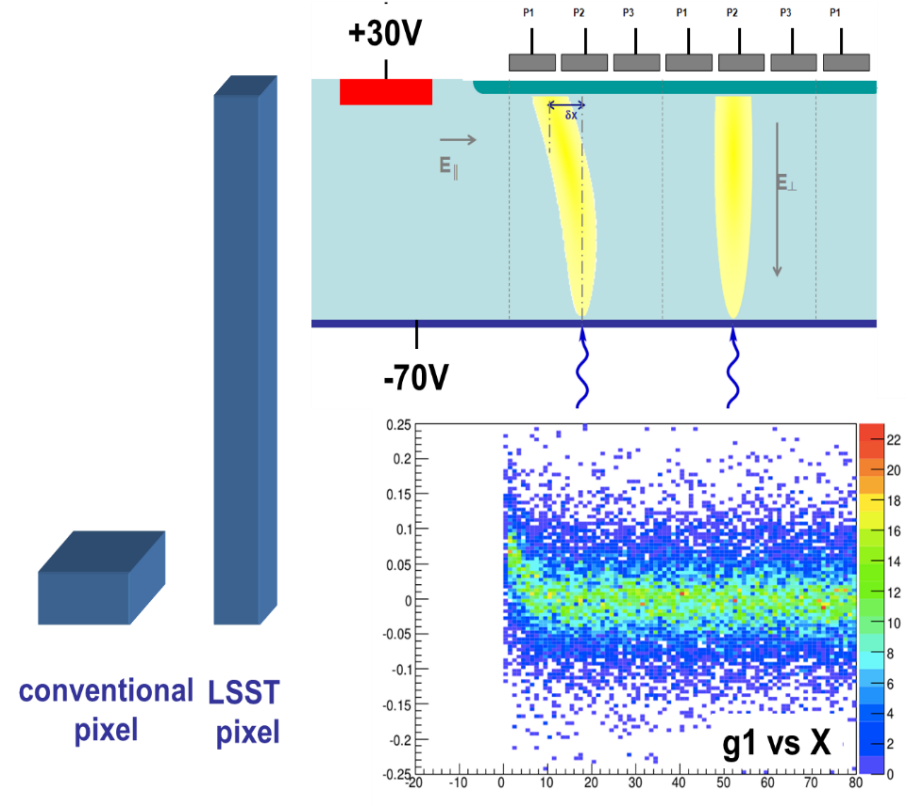 P1 P2 P3 P1 P2 P3 P1
+30V
δx
E||
E⊥
-70V
conventional
pixel
LSST
pixel
0.25
0.2
0.15
0.1
0.05
0
-0.05
-0.1
-0.15
-0.2
-0.25
-20 -10 0 10 20 30 40 50 60 70 80
22
20
18
16
14
12
10
8
6
4
2
0
g1 vs X